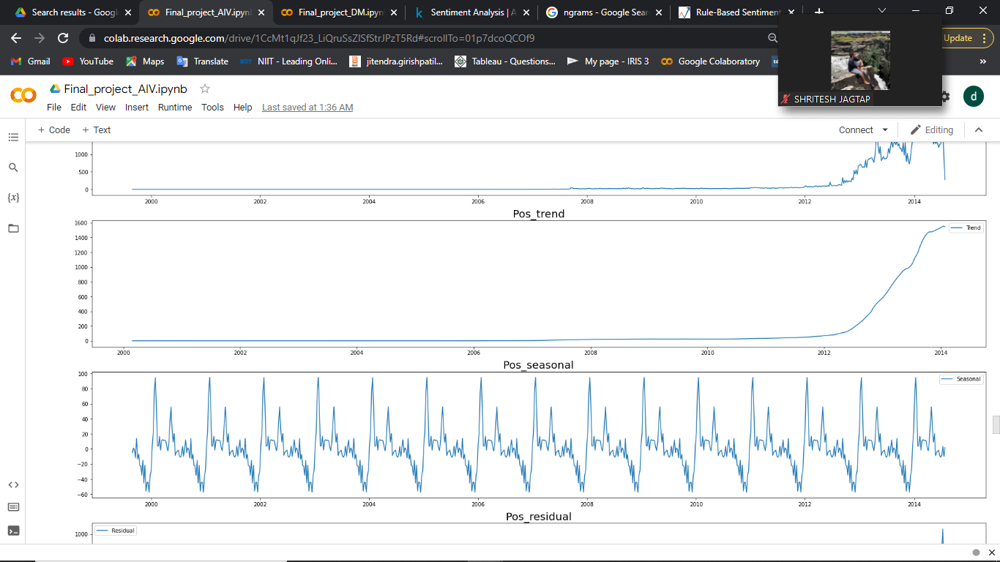 Search results - Googl
Final_project_AIV.ipynl
Final_project_DM.ipyn
Sentiment Analysis | A
ngrams - Google Sear
Rule-Based Sentiment
colab.research.google.com/drive/1CcMt1qJf23_LiQruSsZlSfStrJPzT5Rd#scrollTo=01p7dcoQCOf9
Update
Gmail
YouTube
Maps
Translate
NIIT - Leading Onli...
jitendra.girishpatil...
Tableau - Questions...
My page - IRIS 3
Google Colaboratory
SHRITESH JAGTAP
Final_project_AIV.ipynb
d
File Edit View Insert Runtime Tools Help Last saved at 1:36 AM
+ Code + Text
Connect
Editing
{x}
1000
500
0
2000 2002 2004 2006 2008 2010 2012 2014
Pos_trend
Trend
1600
1400
1200
1000
800
600
400
200
0
2000 2002 2004 2006 2008 2010 2012 2014
Pos_seasonal
Seasonal
100
80
60
40
20
0
−20
−40
−60
2000 2002 2004 2006 2008 2010 2012 2014
Pos_residual
Residual
1000